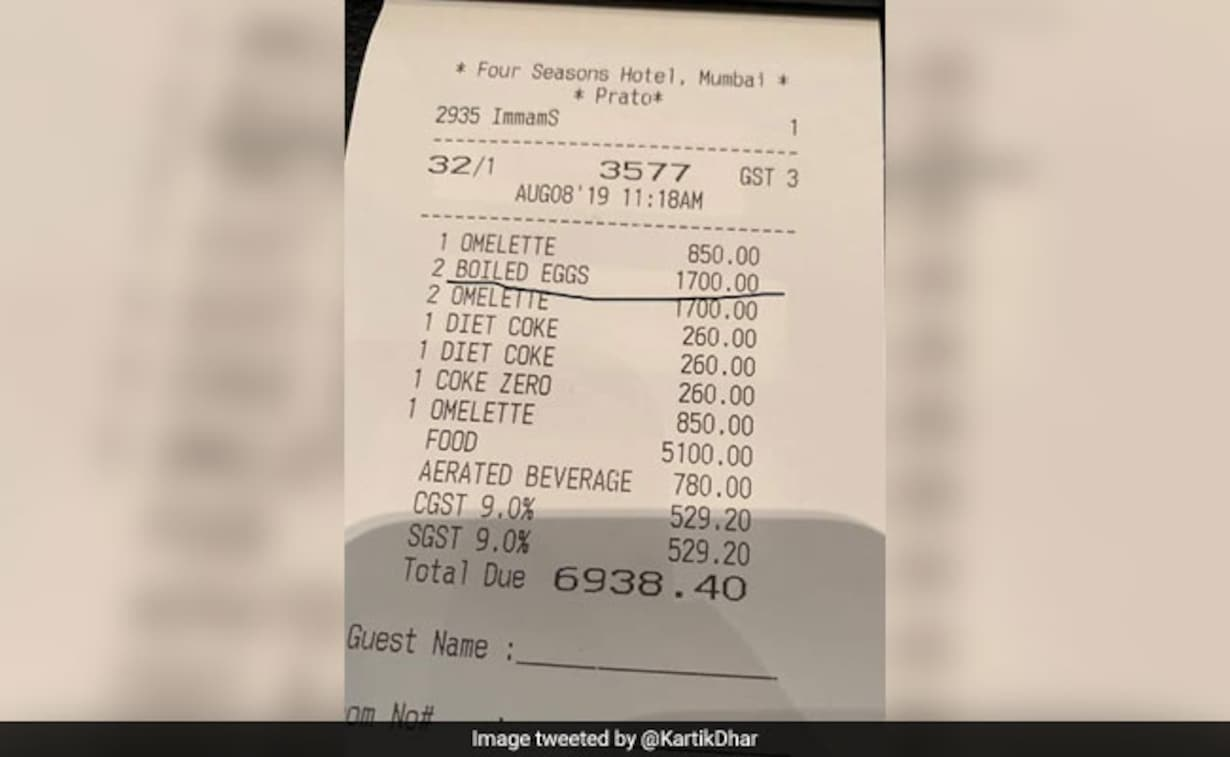 * Four Seasons Hotel, Mumbai *
* Prato*
2935 ImmamS 1
32/1 3577 GST 3
AUG08'19 11:18AM
1 OMELETTE 850.00
2 BOILED EGGS 1700.00
2 OMELETTE 1700.00
1 DIET COKE 260.00
1 DIET COKE 260.00
1 COKE ZERO 260.00
1 OMELETTE 850.00
FOOD 5100.00
AERATED BEVERAGE 780.00
CGST 9.0% 529.20
SGST 9.0% 529.20
Total Due 6938.40
Guest Name :
om No# :
Image tweeted by @KartikDhar